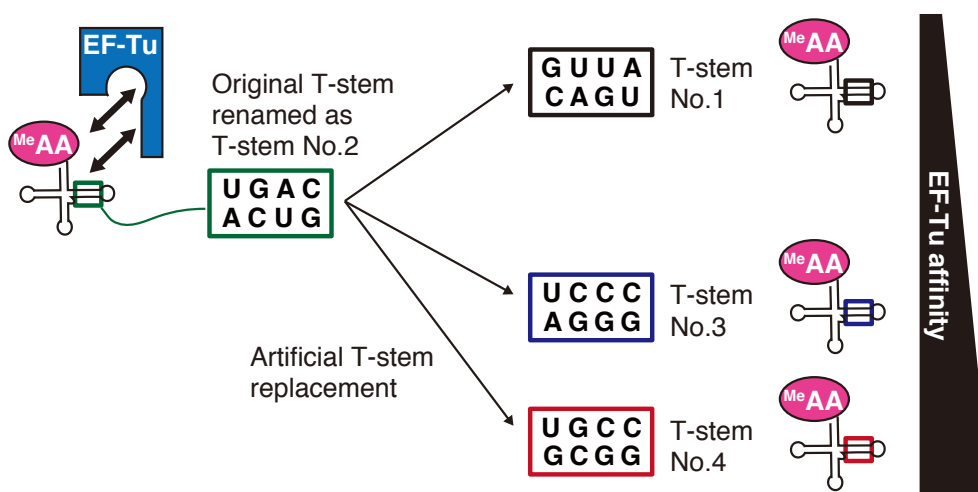 EF-Tu
MeAA
Original T-stem
renamed as
T-stem No.2
UGAC
ACUG
Artificial T-stem
replacement
GUUA
CAGU
T-stem
No.1
MeAA
UCCC
AGGG
T-stem
No.3
MeAA
UGCC
GCGG
T-stem
No.4
MeAA
EF-Tu affinity